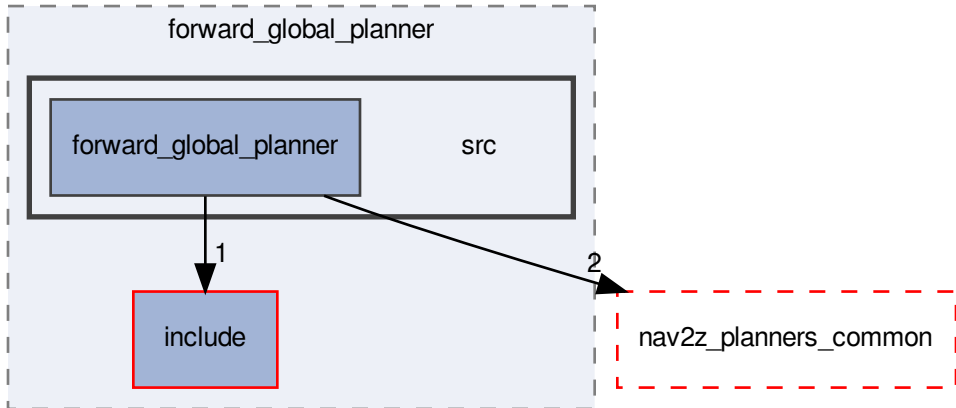 forward_global_planner
forward_global_planner
src
1
2
include
nav2z_planners_common